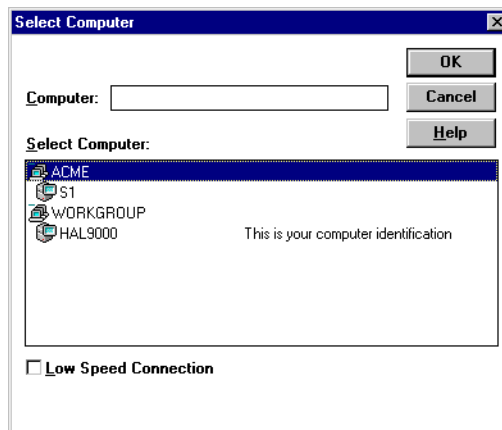 Select Computer
OK
Computer:
Cancel
Help
Select Computer:
ACME
S1
WORKGROUP
HAL9000 This is your computer identification
Low Speed Connection